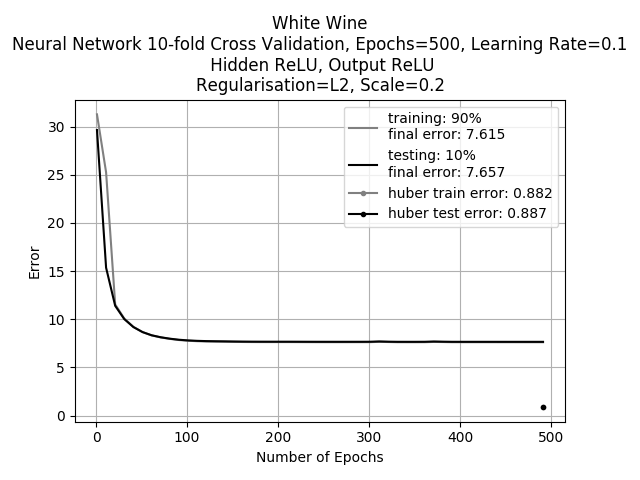 White Wine
Neural Network 10-fold Cross Validation, Epochs=500, Learning Rate=0.1
Hidden ReLU, Output ReLU
Regularisation=L2, Scale=0.2
training: 90%
final error: 7.615
testing: 10%
final error: 7.657
huber train error: 0.882
huber test error: 0.887
Error
30
25
20
15
10
5
0
0 100 200 300 400 500
Number of Epochs